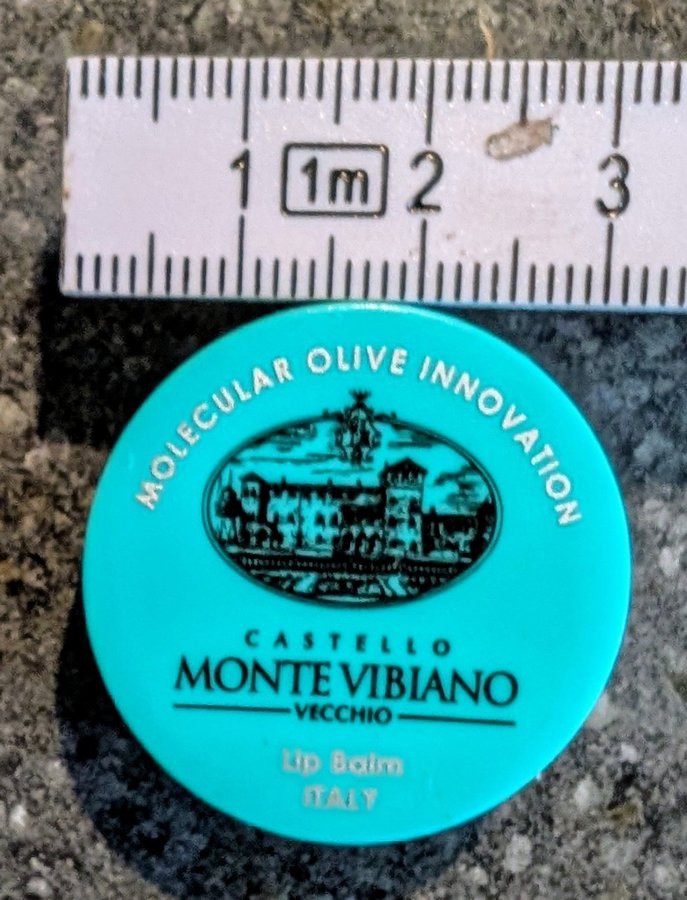 1 1m 2 3
MOLECULAR OLIVE INNOVATION
CASTELLO
MONTE VIBIANO
VECCHIO
Lip Balm
ITALY